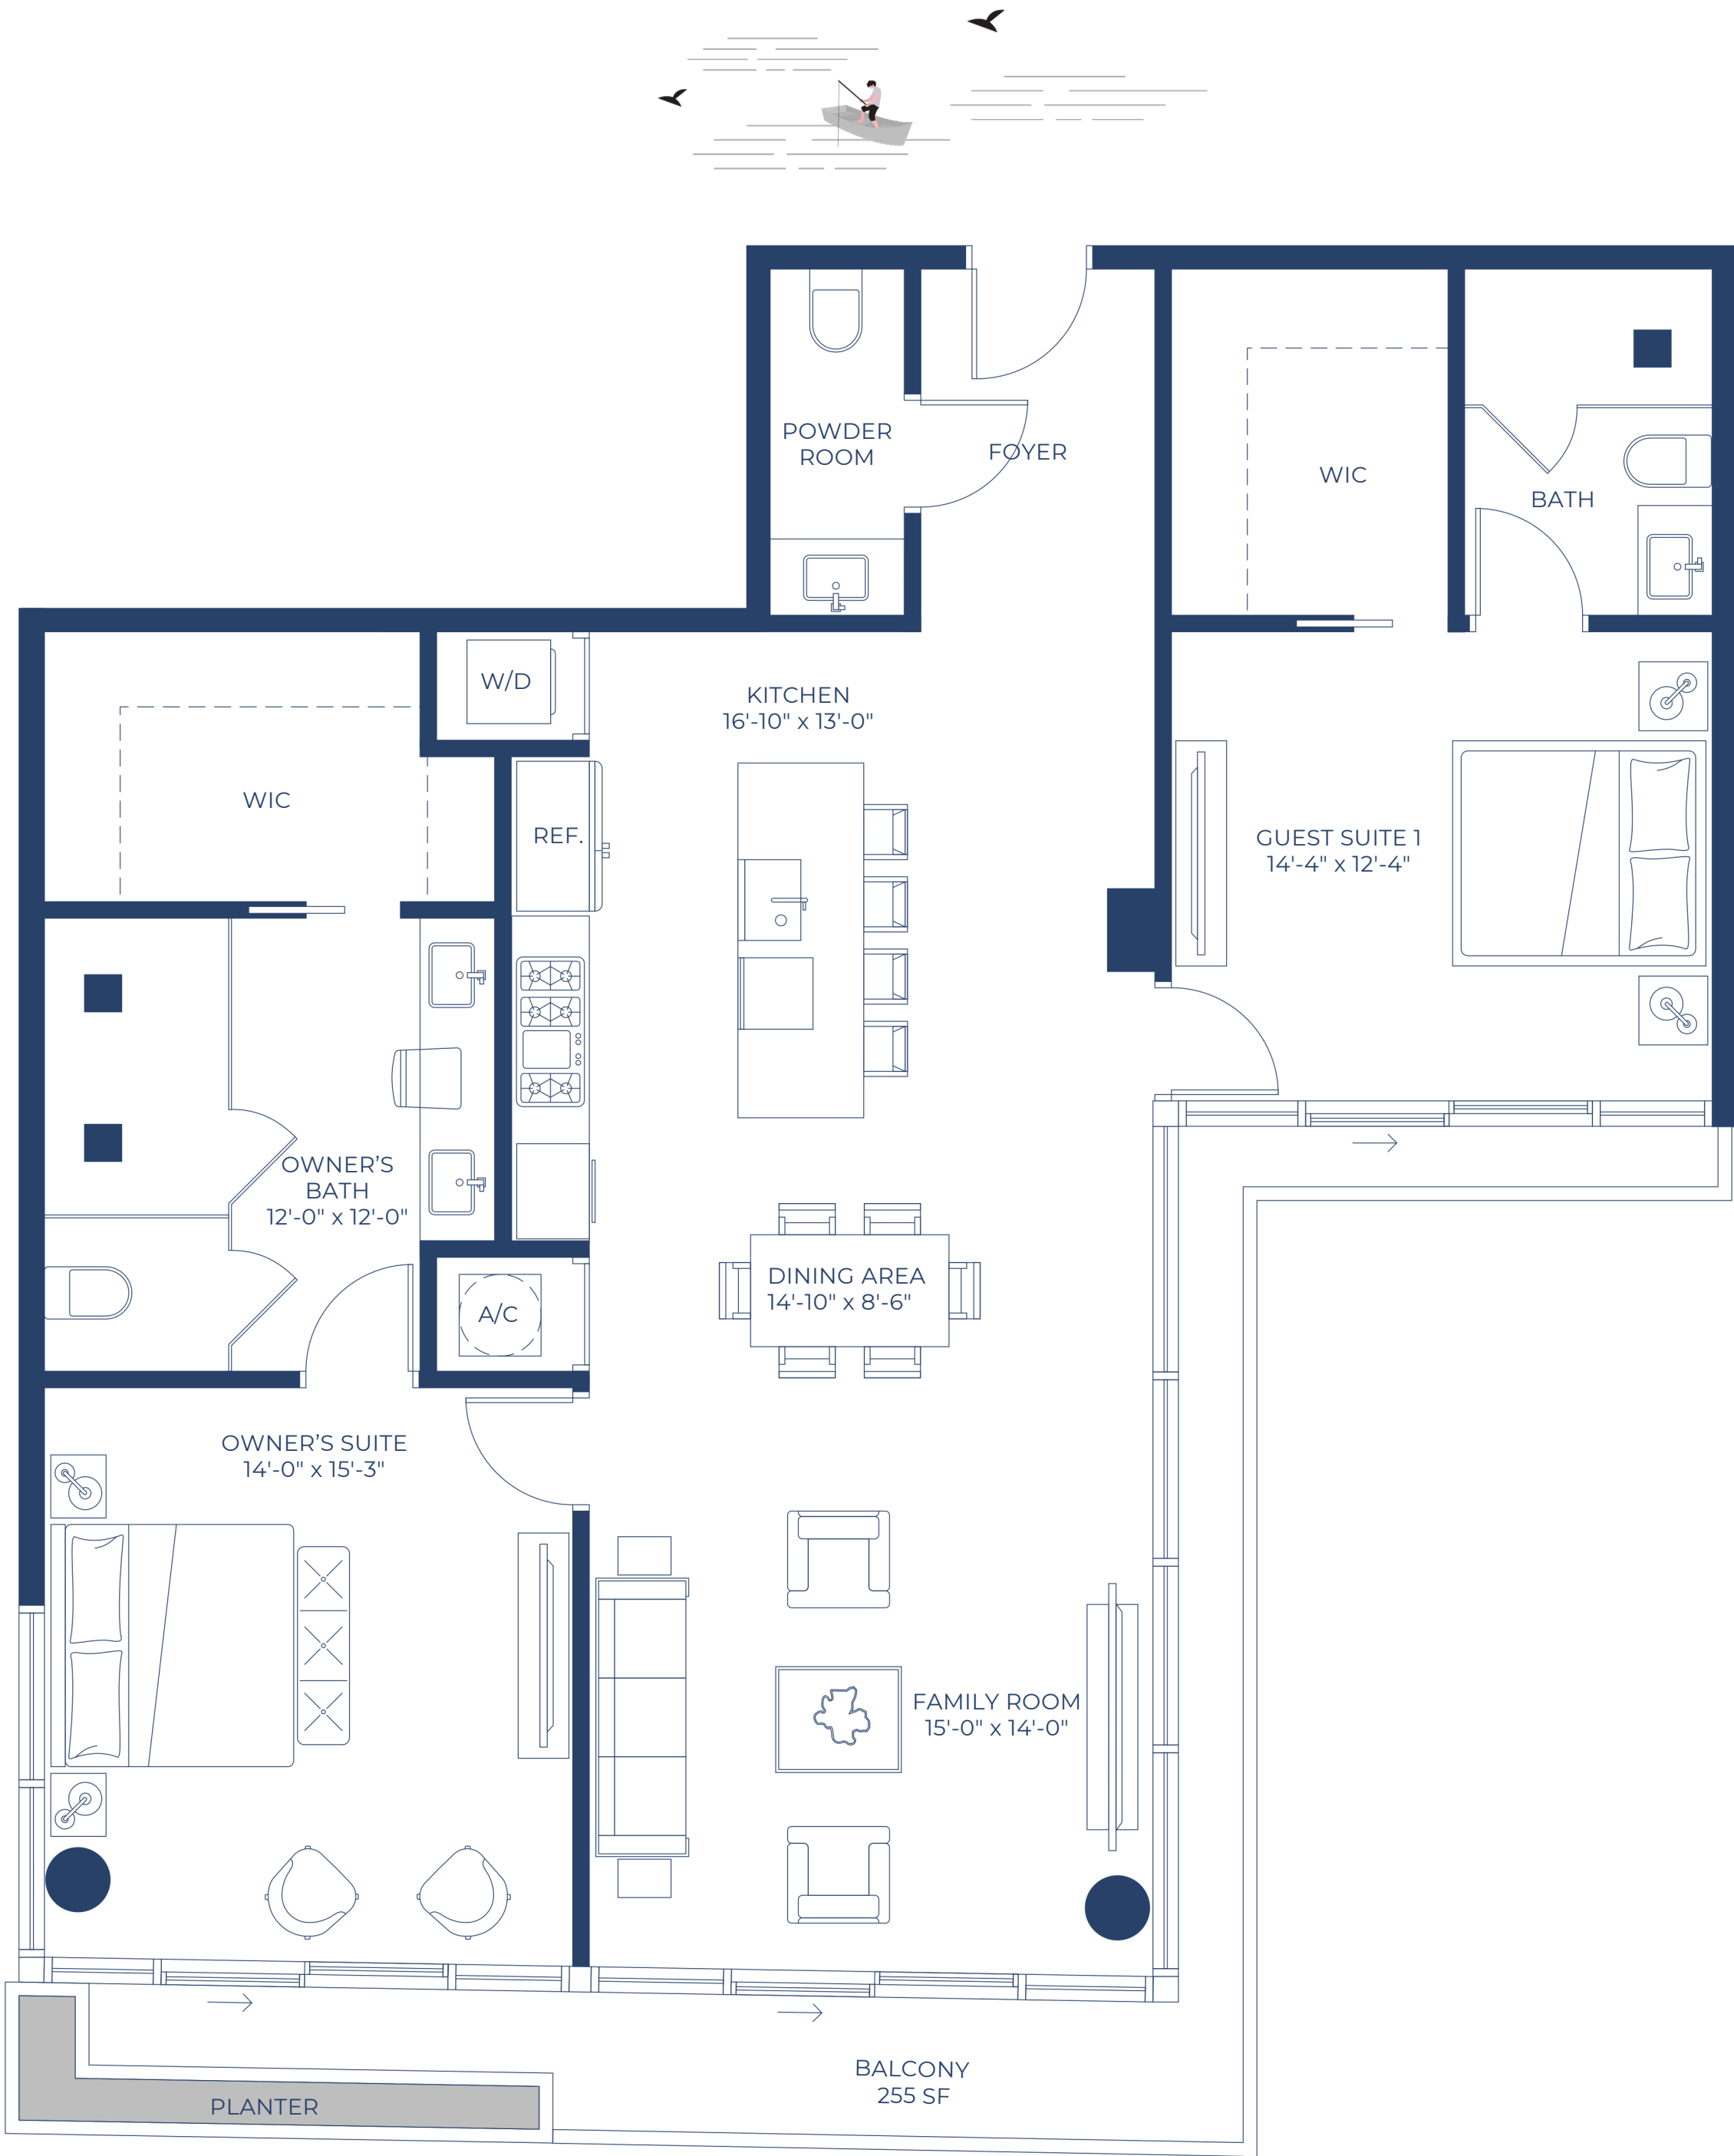 POWDER
ROOM
FOYER
WIC
BATH
W/D
KITCHEN
16'-10" x 13'-0"
WIC
REF.
GUEST SUITE 1
14'-4" x 12'-4"
OWNER’S
BATH
12'-0" x 12'-0"
DINING AREA
14'-10" x 8'-6"
A/C
OWNER’S SUITE
14'-0" x 15'-3"
FAMILY ROOM
15'-0" x 14'-0"
BALCONY
255 SF
PLANTER